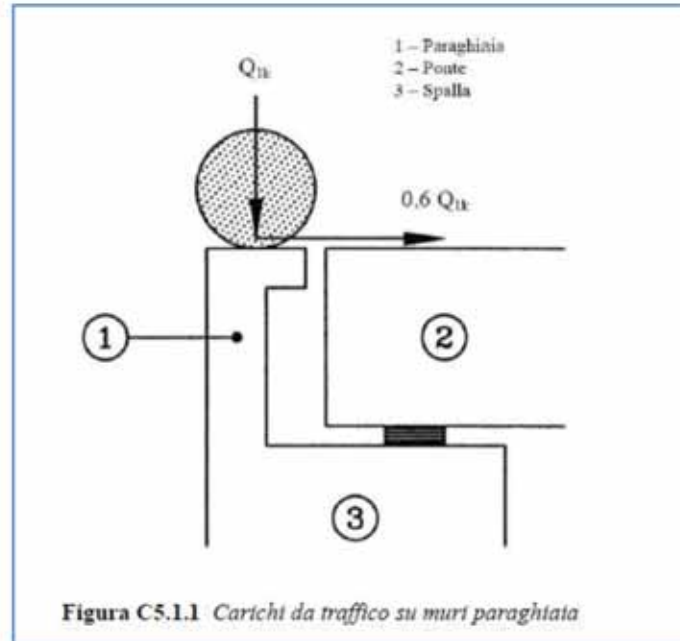 Q1k
1 – Paraghiaia
2 – Ponte
3 – Spalla
0,6 Q1k
1
2
3
Figura C5.1.1 Carichi da traffico su muri paraghiaia